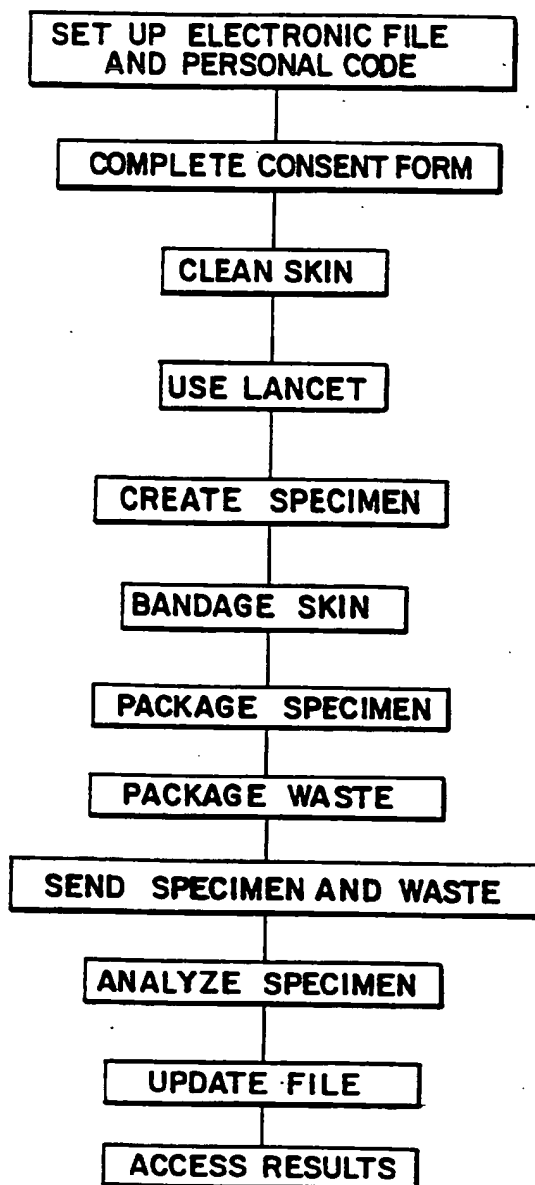 SET UP ELECTRONIC FILE
AND PERSONAL CODE
COMPLETE CONSENT FORM
CLEAN SKIN
USE LANCET
CREATE SPECIMEN
BANDAGE SKIN
PACKAGE SPECIMEN
PACKAGE WASTE
SEND SPECIMEN AND WASTE
ANALYZE SPECIMEN
UPDATE FILE
ACCESS RESULTS